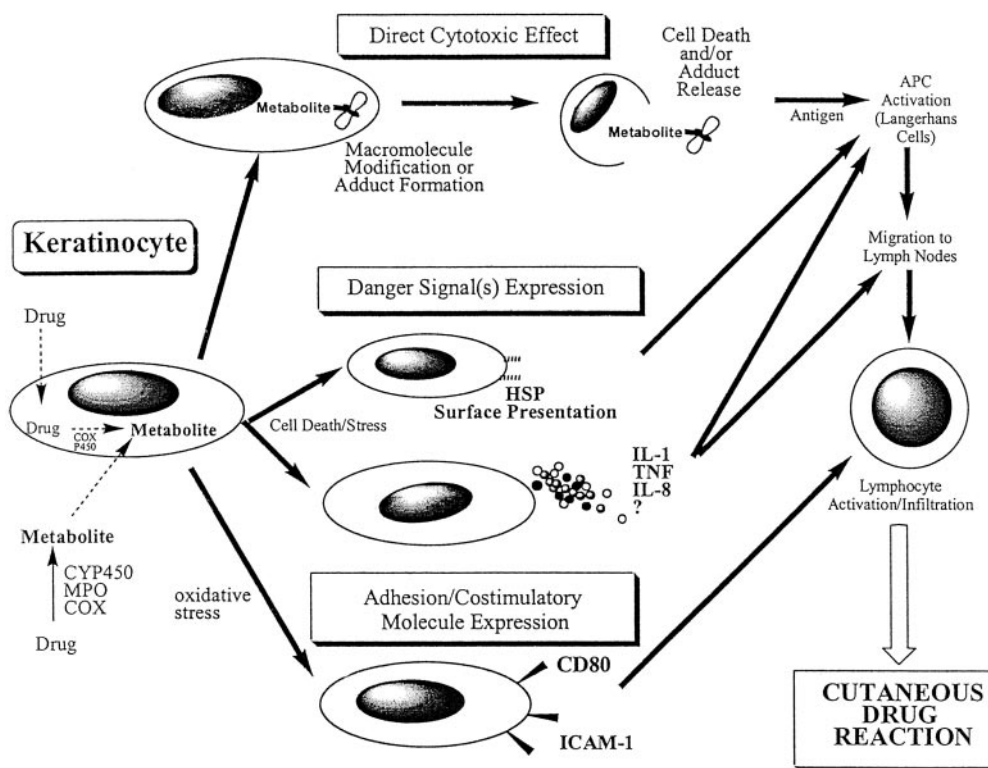 Direct Cytotoxic Effect
Cell Death
and/or
Adduct
Release
Metabolite
Metabolite
Antigen
APC
Activation
(Langerhans
Cells)
Macromolecule
Modification or
Adduct Formation
Keratinocyte
Migration to
Lymph Nodes
Danger Signal(s) Expression
Drug
HSP
Surface Presentation
Drug
COX
P450
Metabolite
Cell Death/Stress
IL-1
TNF
IL-8
?
Lymphocyte
Activation/Infiltration
Metabolite
CYP450
MPO
COX
Drug
oxidative
stress
Adhesion/Costimulatory
Molecule Expression
CD80
ICAM-1
CUTANEOUS
DRUG
REACTION